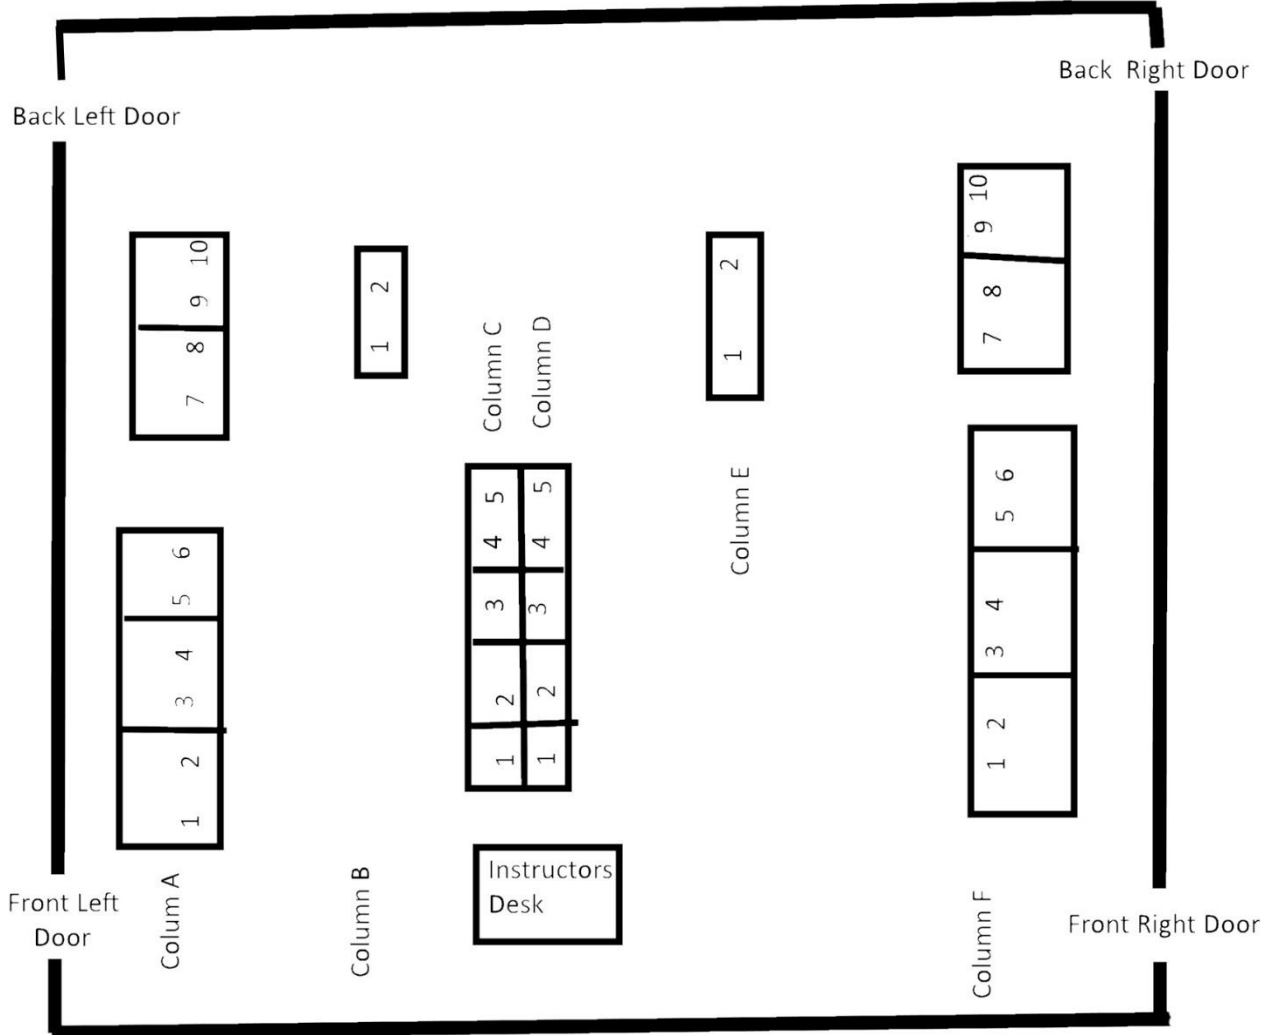 Back Right Door
Back Left Door
10
9
8
7
10
9
8
7
2
1
2
1
Column C
Column D
Column E
6
5
4
3
2
1
5
4
3
2
1
5
4
3
2
1
6
5
4
3
2
1
Instructors
Desk
Front Left
Door
Colum A
Column B
Column F
Front Right Door